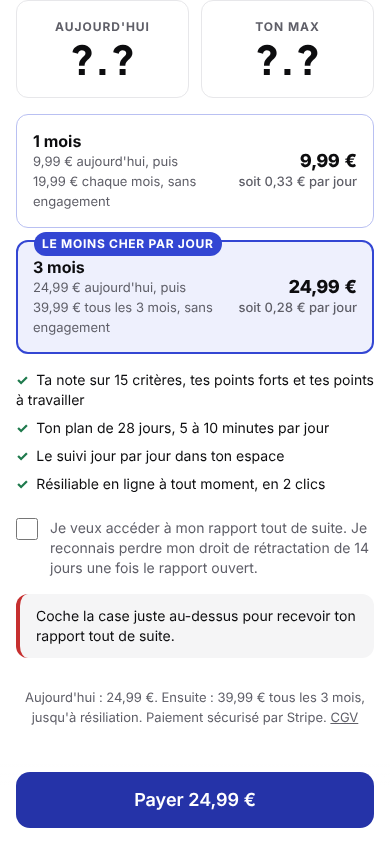 AUJOURD'HUI
?.?
TON MAX
?.?
1 mois
9,99 € aujourd'hui, puis
19,99 € chaque mois, sans
engagement
9,99 €
soit 0,33 € par jour
LE MOINS CHER PAR JOUR
3 mois
24,99 € aujourd'hui, puis
39,99 € tous les 3 mois, sans
engagement
24,99 €
soit 0,28 € par jour
✓ Ta note sur 15 critères, tes points forts et tes points
à travailler
✓ Ton plan de 28 jours, 5 à 10 minutes par jour
✓ Le suivi jour par jour dans ton espace
✓ Résiliable en ligne à tout moment, en 2 clics
Je veux accéder à mon rapport tout de suite. Je
reconnais perdre mon droit de rétractation de 14
jours une fois le rapport ouvert.
Coche la case juste au-dessus pour recevoir ton
rapport tout de suite.
Aujourd'hui : 24,99 €. Ensuite : 39,99 € tous les 3 mois,
jusqu'à résiliation. Paiement sécurisé par Stripe. CGV
Payer 24,99 €